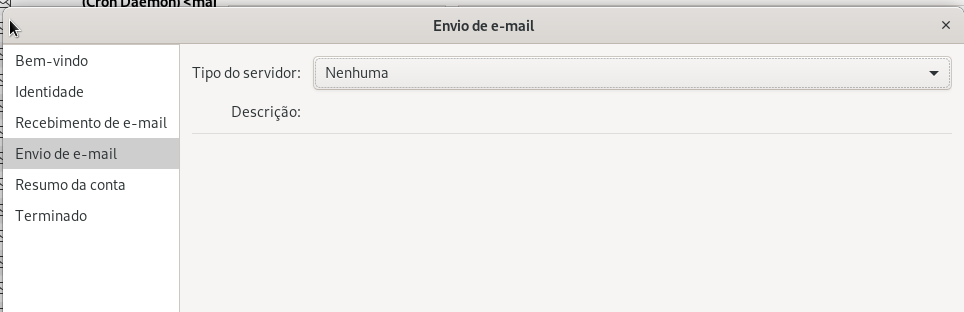 (Cron Daemon) <mai
Envio de e-mail
Bem-vindo
Identidade
Recebimento de e-mail
Envio de e-mail
Resumo da conta
Terminado
Tipo do servidor: Nenhuma
Descrição: